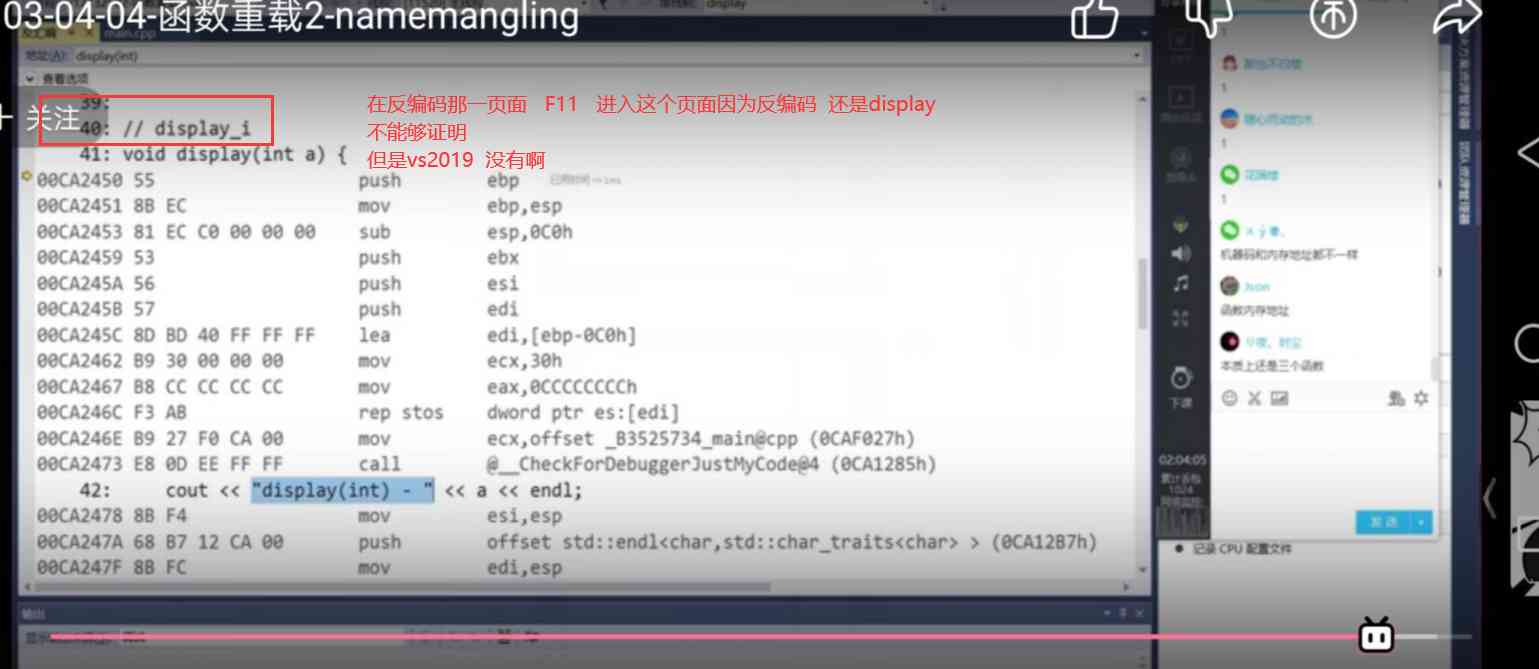 03-04-04-函数重载2-namemangling
main.cpp
display
地址(A): display(int)
查看选项
关注
39:
40: // display_i
41: void display(int a) {
在反编码那一页面 F11 进入这个页面因为反编码 还是display
不能够证明
但是vs2019 没有啊
00CA2450 55 push ebp 已用时间 <= 1ms
00CA2451 8B EC mov ebp,esp
00CA2453 81 EC C0 00 00 00 sub esp,0C0h
00CA2459 53 push ebx
00CA245A 56 push esi
00CA245B 57 push edi
00CA245C 8D BD 40 FF FF FF lea edi,[ebp-0C0h]
00CA2462 B9 30 00 00 00 mov ecx,30h
00CA2467 B8 CC CC CC CC mov eax,0CCCCCCCCh
00CA246C F3 AB rep stos dword ptr es:[edi]
00CA246E B9 27 F0 CA 00 mov ecx,offset _B3525734_main@cpp (0CAF027h)
00CA2473 E8 0D EE FF FF call @__CheckForDebuggerJustMyCode@4 (0CA1285h)
42: cout << "display(int) - " << a << endl;
00CA2478 8B F4 mov esi,esp
00CA247A 68 B7 12 CA 00 push offset std::endl<char,std::char_traits<char> > (0CA12B7h)
00CA247F 8B FC mov edi,esp
输出
1
1
1
机器码和内存地址都不一样
Json
函数内存地址
本质上还是三个函数
下课
02:04:05
1024
发送
记录 CPU 配置文件